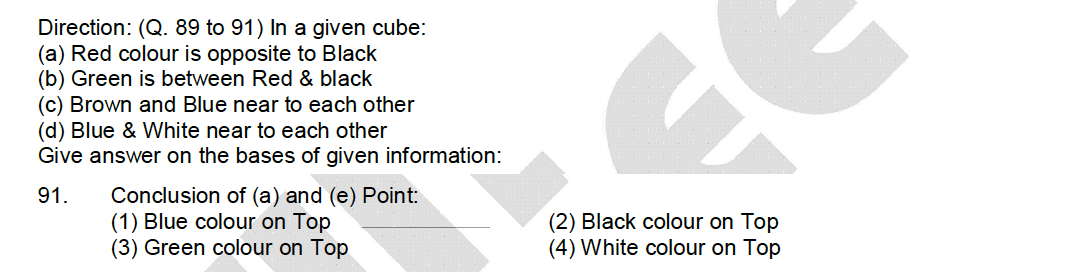 Direction: (Q. 89 to 91) In a given cube:
(a) Red colour is opposite to Black
(b) Green is between Red & black
(c) Brown and Blue near to each other
(d) Blue & White near to each other
Give answer on the bases of given information:
91. Conclusion of (a) and (e) Point:
(1) Blue colour on Top (2) Black colour on Top
(3) Green colour on Top (4) White colour on Top